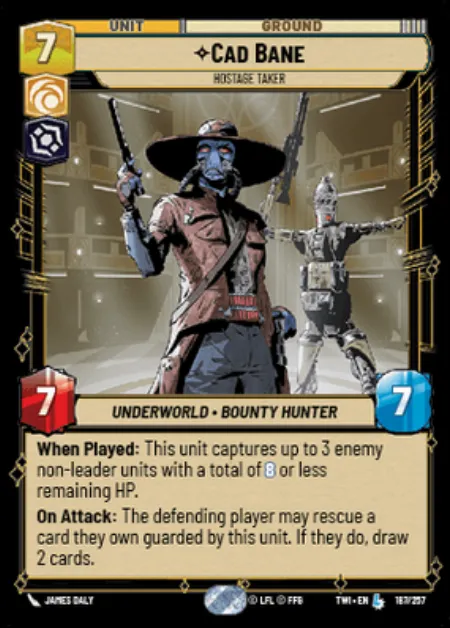 UNIT GROUND
7
CAD BANE
HOSTAGE TAKER
7
UNDERWORLD • BOUNTY HUNTER
7
When Played: This unit captures up to 3 enemy
non-leader units with a total of 8 or less
remaining HP.
On Attack: The defending player may rescue a
card they own guarded by this unit. If they do, draw
2 cards.
JAMES DALY
© LFL © FFG
TWI • EN
187/257